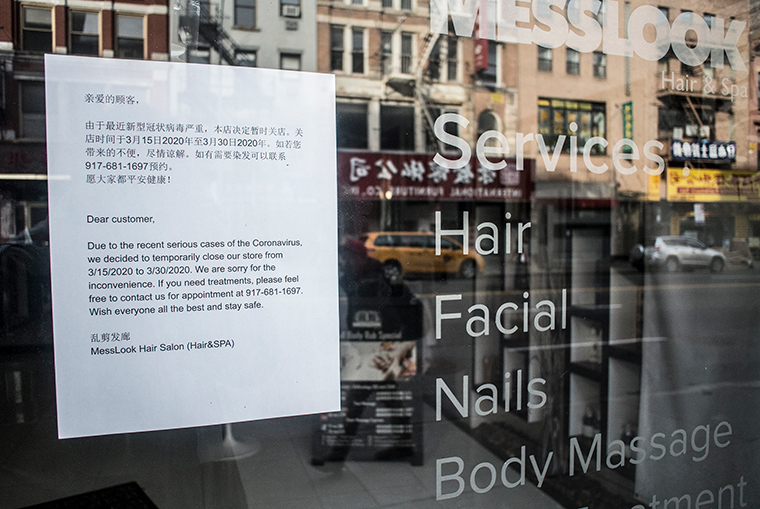 亲爱的顾客，
由于最近新型冠状病毒严重，本店决定暂时关店。关
店时间于3月15日2020年至3月30日2020年。如若您
带来的不便，尽情谅解。如有需要染发可以联系
917-681-1697预约。
愿大家都平安健康！
Dear customer,
Due to the recent serious cases of the Coronavirus,
we decided to temporarily close our store from
3/15/2020 to 3/30/2020. We are sorry for the
inconvenience. If you need treatments, please feel
free to contact us for appointment at 917-681-1697.
Wish everyone all the best and stay safe.
乱剪发廊
MessLook Hair Salon (Hair&SPA)
MESSLOOK
Hair & Spa
Services:
Hair
Facial
Nails
Body Massage
Treatment
INTERNATIONAL FURNITURE CO., INC.
Body Rub Special